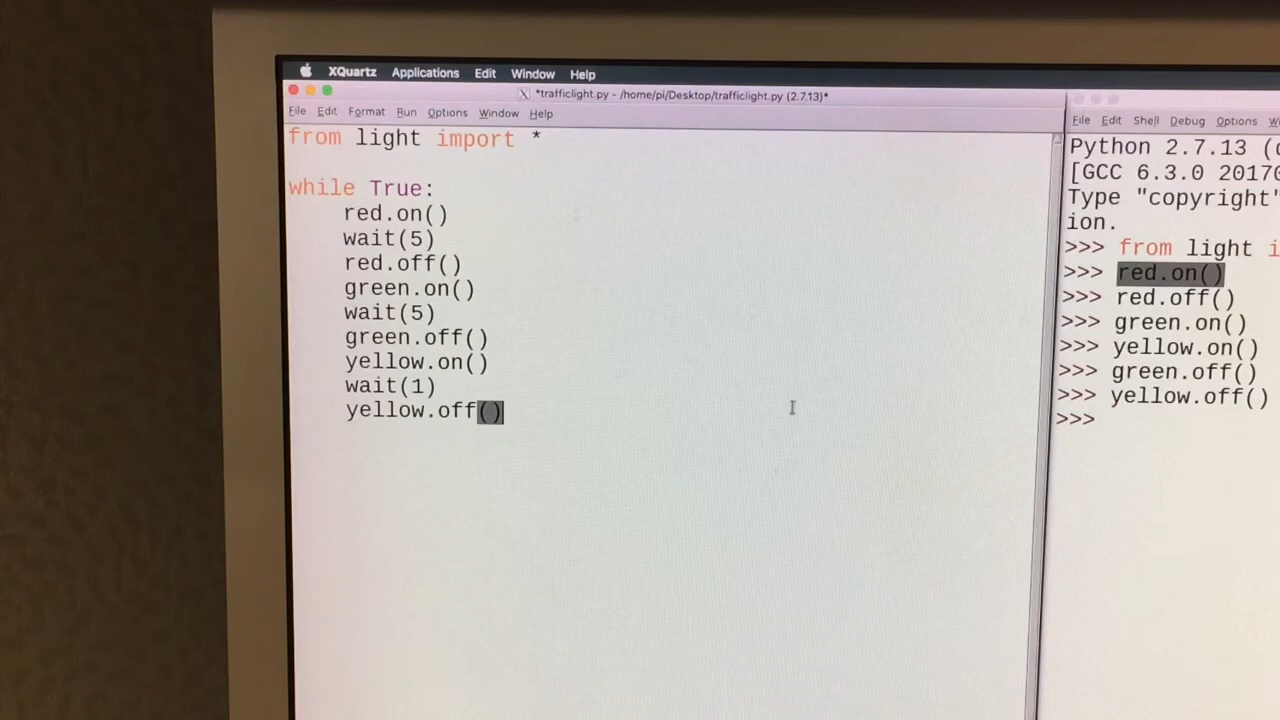 XQuartz Applications Edit Window Help
*trafficlight.py - /home/pi/Desktop/trafficlight.py (2.7.13)*
File Edit Format Run Options Window Help
from light import *
while True:
red.on()
wait(5)
red.off()
green.on()
wait(5)
green.off()
yellow.on()
wait(1)
yellow.off()
File Edit Shell Debug Options
Python 2.7.13 (
[GCC 6.3.0 20170
Type "copyright"
ion.
>>> from light i
>>> red.on()
>>> red.off()
>>> green.on()
>>> yellow.on()
>>> green.off()
>>> yellow.off()
>>>